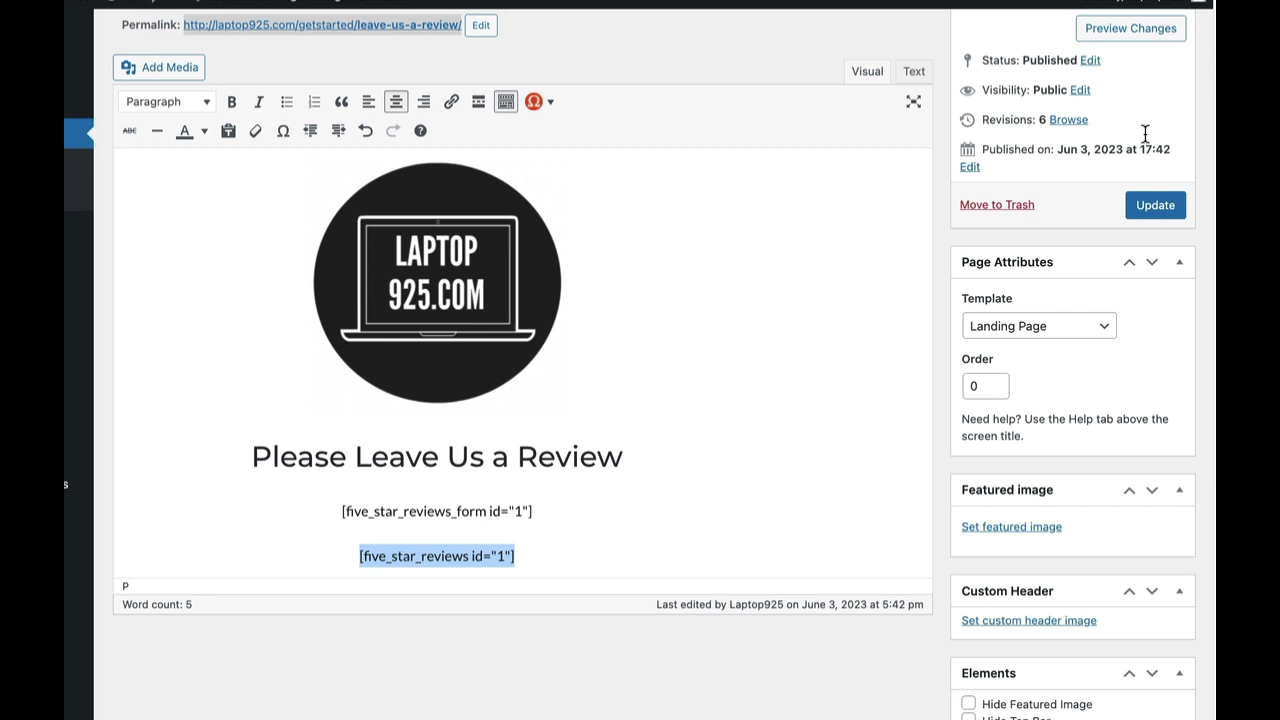 Permalink: http://laptop925.com/getstarted/leave-us-a-review/ Edit
Preview Changes
Add Media
Visual Text
Status: Published Edit
Visibility: Public Edit
Revisions: 6 Browse
Published on: Jun 3, 2023 at 17:42
Edit
Move to Trash Update
Paragraph B I
ABC A
LAPTOP
925.COM
Please Leave Us a Review
[five_star_reviews_form id="1"]
[five_star_reviews id="1"]
P
Word count: 5 Last edited by Laptop925 on June 3, 2023 at 5:42 pm
Page Attributes
Template
Landing Page
Order
0
Need help? Use the Help tab above the
screen title.
Featured image
Set featured image
Custom Header
Set custom header image
Elements
Hide Featured Image
s